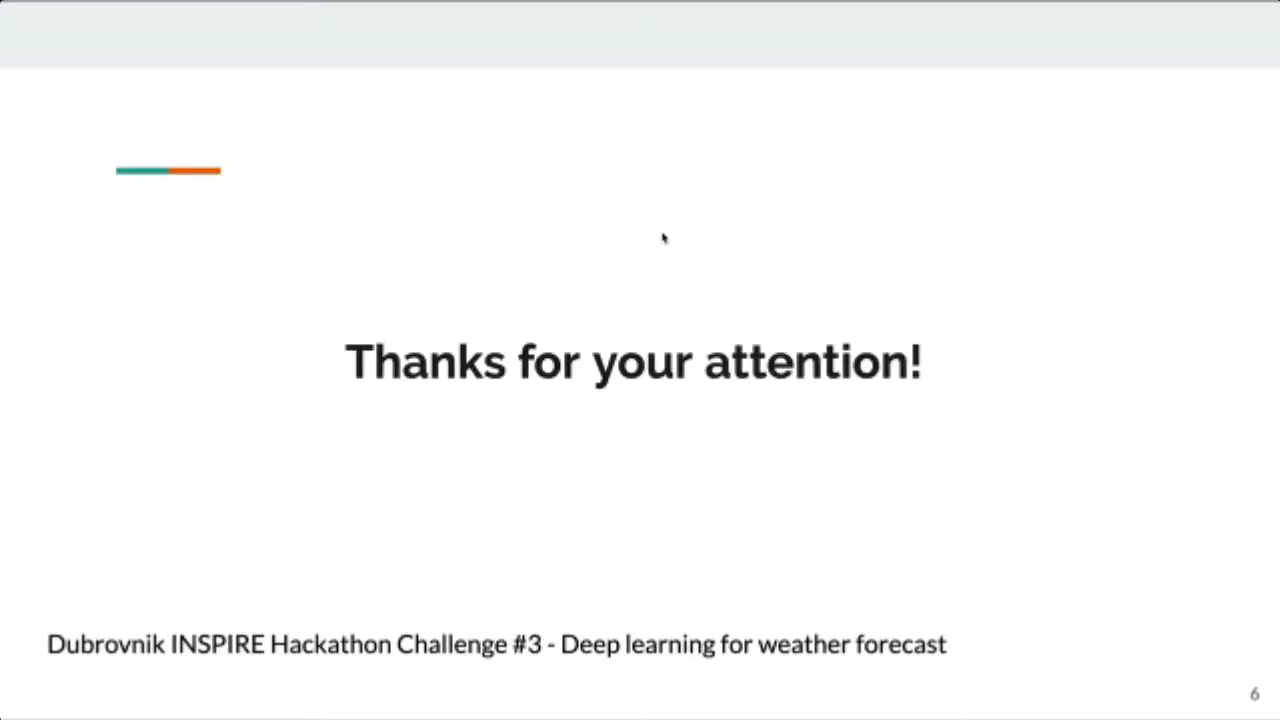 Thanks for your attention!
Dubrovnik INSPIRE Hackathon Challenge #3 - Deep learning for weather forecast
6